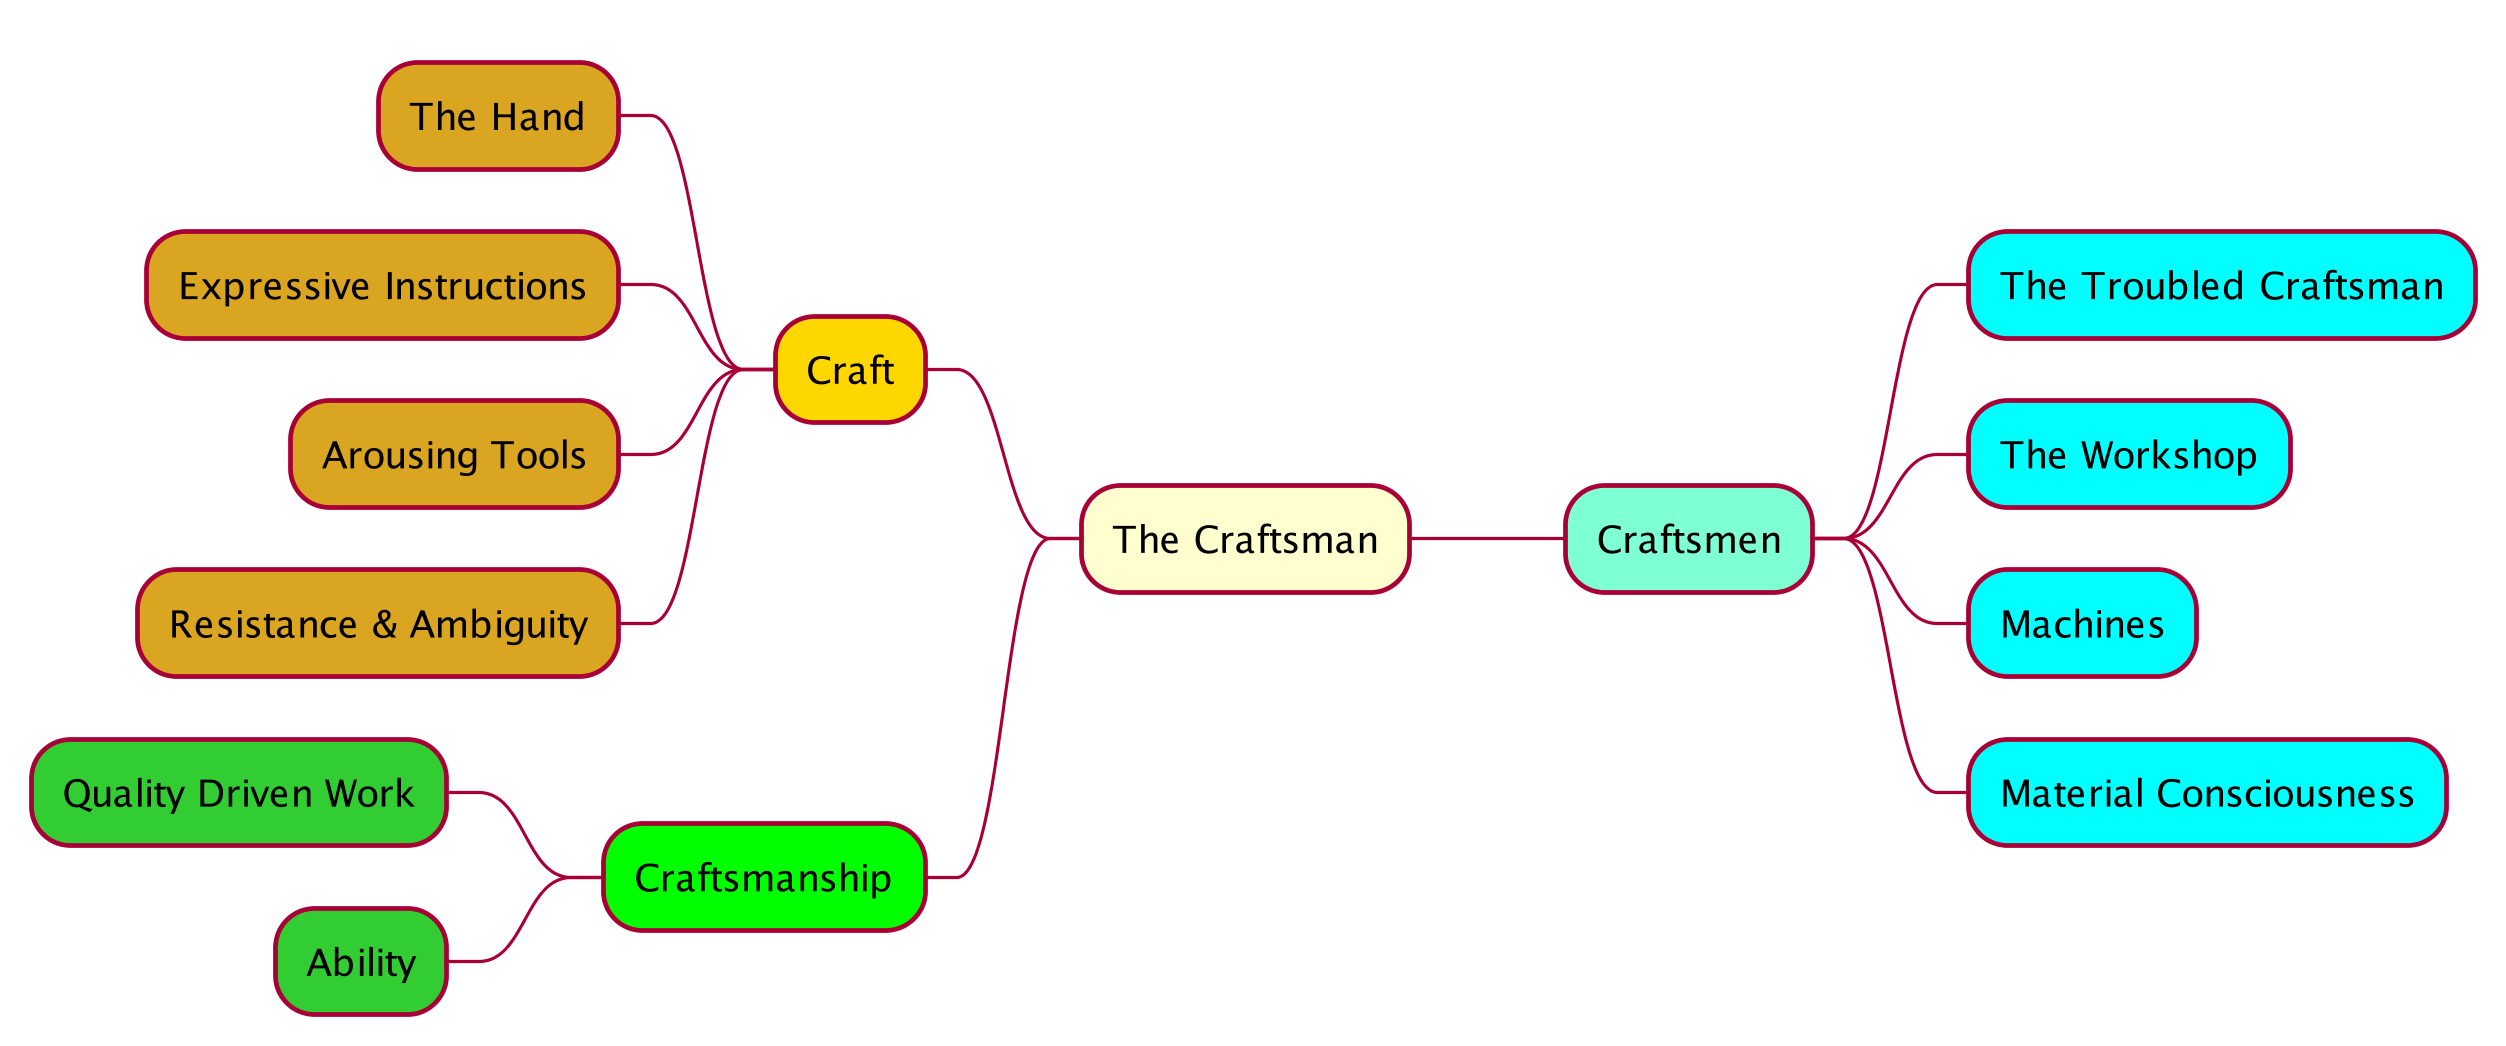 The Hand
Expressive Instructions
Arousing Tools
Resistance & Ambiguity
Craft
Quality Driven Work
Ability
Craftsmanship
The Craftsman
Craftsmen
The Troubled Craftsman
The Workshop
Machines
Material Consciousness